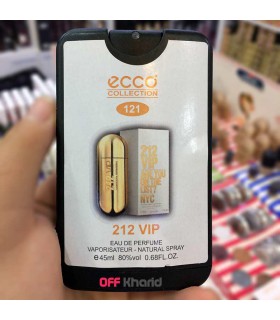 ecco
COLLECTION
121
212
VIP
NYC
212 VIP
EAU DE PERFUME
VAPORISATEUR - NATURAL SPRAY
e45ml 80%vol 0.68FL.OZ.
OFF Kharid